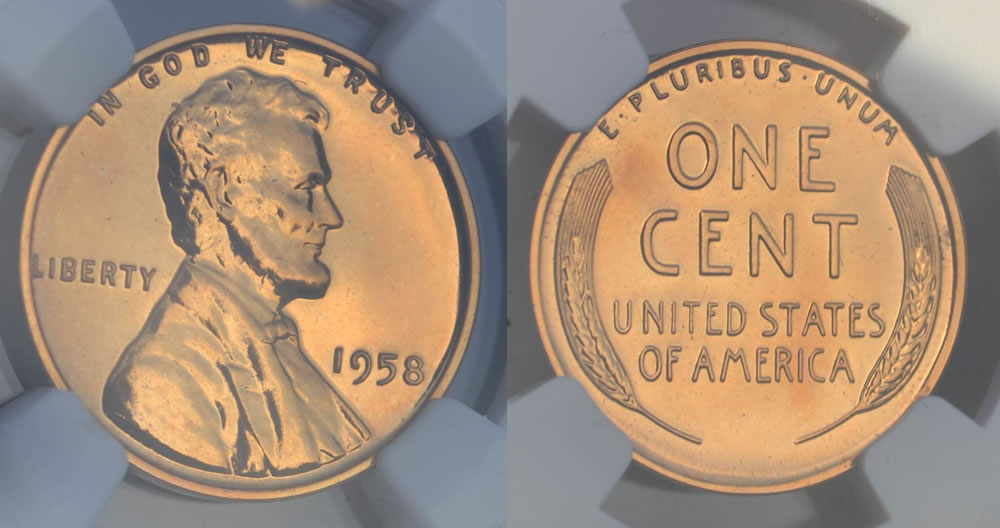 IN GOD WE TRUST
LIBERTY
1958
E·PLURIBUS·UNUM
ONE
CENT
UNITED STATES
OF AMERICA